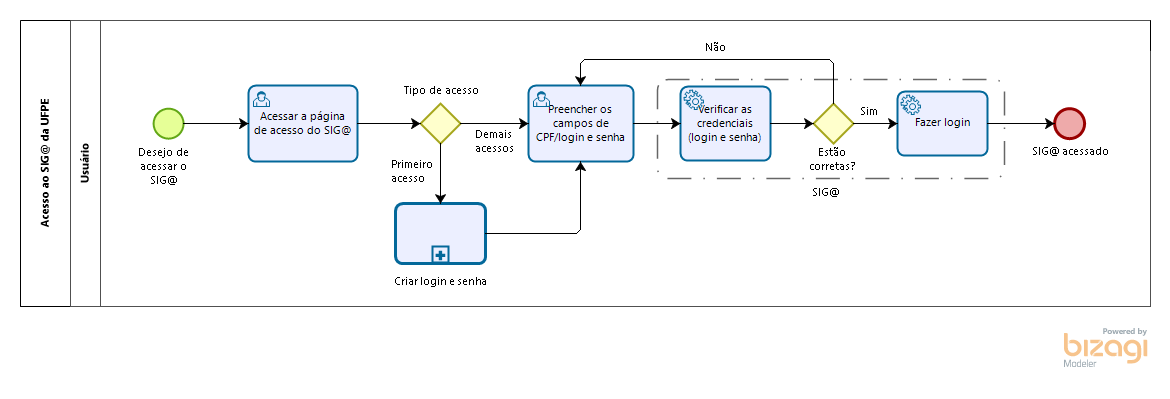 Acesso ao SIG@ da UFPE
Usuário
Desejo de
acessar o
SIG@
Acessar a página
de acesso do SIG@
Tipo de acesso
Demais
acessos
Primeiro
acesso
Criar login e senha
Preencher os
campos de
CPF/login e senha
Não
Verificar as
credenciais
(login e senha)
Estão
corretas?
Sim
Fazer login
SIG@
SIG@ acessado
Powered by
bizagi
Modeler